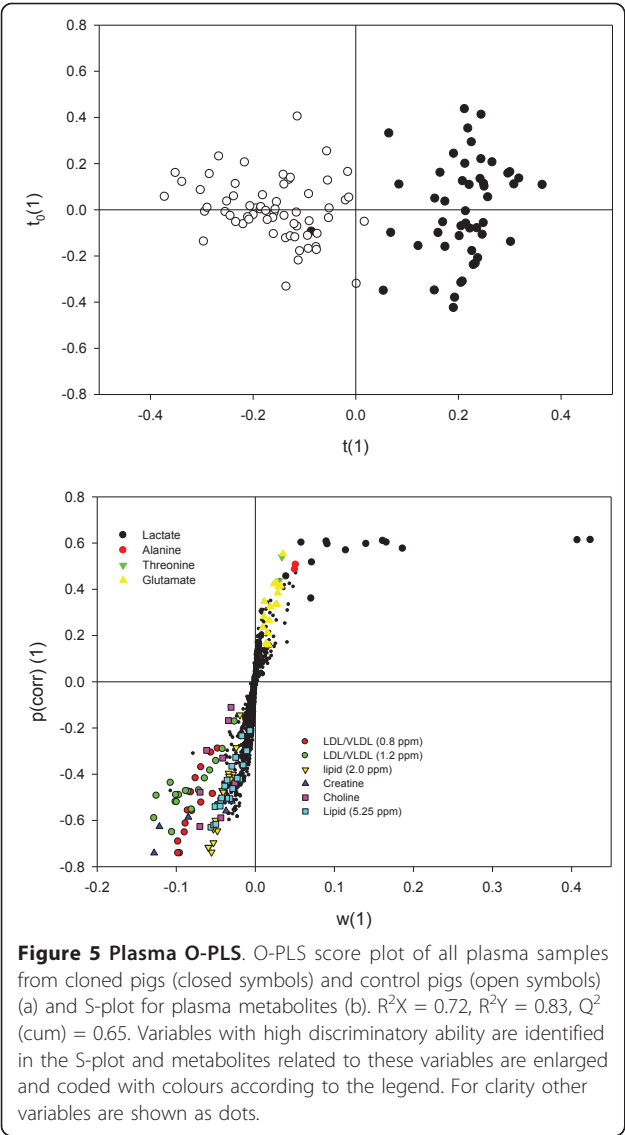 0.8
0.6
0.4
0.2
0.0
-0.2
-0.4
-0.6
-0.8
t₀(1)
-0.4 -0.2 0.0 0.2 0.4
t(1)
0.8
0.6
0.4
0.2
0.0
-0.2
-0.4
-0.6
-0.8
p(corr) (1)
Lactate
Alanine
Threonine
Glutamate
LDL/VLDL (0.8 ppm)
LDL/VLDL (1.2 ppm)
lipid (2.0 ppm)
Creatine
Choline
Lipid (5.25 ppm)
-0.2 -0.1 0.0 0.1 0.2 0.3 0.4
w(1)
Figure 5 Plasma O-PLS. O-PLS score plot of all plasma samples
from cloned pigs (closed symbols) and control pigs (open symbols)
(a) and S-plot for plasma metabolites (b). R²X = 0.72, R²Y = 0.83, Q²
(cum) = 0.65. Variables with high discriminatory ability are identified
in the S-plot and metabolites related to these variables are enlarged
and coded with colours according to the legend. For clarity other
variables are shown as dots.